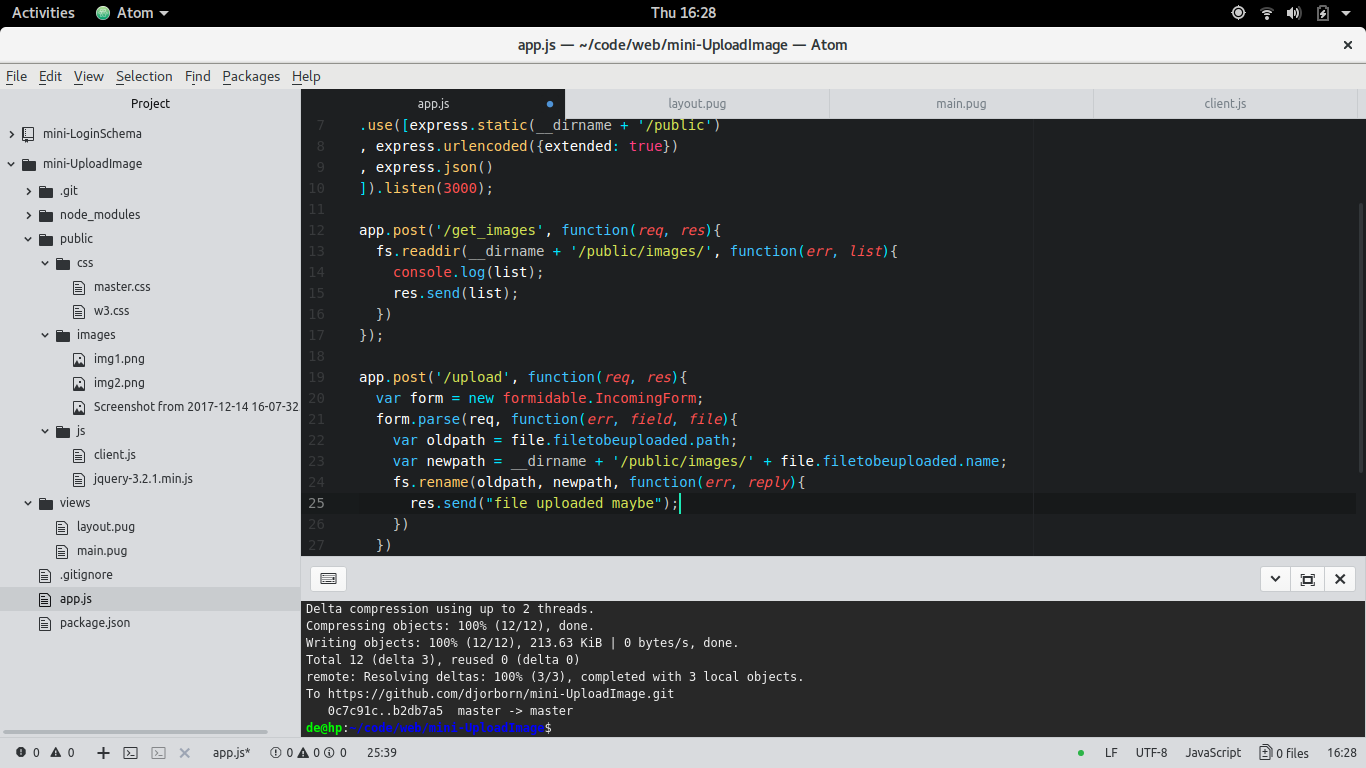 Activities Atom Thu 16:28
app.js — ~/code/web/mini-UploadImage — Atom
File Edit View Selection Find Packages Help
Project
mini-LoginSchema
mini-UploadImage
.git
node_modules
public
css
master.css
w3.css
images
img1.png
img2.png
Screenshot from 2017-12-14 16-07-32
js
client.js
jquery-3.2.1.min.js
views
layout.pug
main.pug
.gitignore
app.js
package.json
app.js layout.pug main.pug client.js
7 .use([express.static(__dirname + '/public')
8 , express.urlencoded({extended: true})
9 , express.json()
10 ]).listen(3000);
11
12 app.post('/get_images', function(req, res){
13 fs.readdir(__dirname + '/public/images/', function(err, list){
14 console.log(list);
15 res.send(list);
16 })
17 });
18
19 app.post('/upload', function(req, res){
20 var form = new formidable.IncomingForm;
21 form.parse(req, function(err, field, file){
22 var oldpath = file.filetobeuploaded.path;
23 var newpath = __dirname + '/public/images/' + file.filetobeuploaded.name;
24 fs.rename(oldpath, newpath, function(err, reply){
25 res.send("file uploaded maybe");
26 })
27 })
Delta compression using up to 2 threads.
Compressing objects: 100% (12/12), done.
Writing objects: 100% (12/12), 213.63 KiB | 0 bytes/s, done.
Total 12 (delta 3), reused 0 (delta 0)
remote: Resolving deltas: 100% (3/3), completed with 3 local objects.
To https://github.com/djorborn/mini-UploadImage.git
0c7c91c..b2db7a5 master -> master
de@hp:~/code/web/mini-UploadImage$
0 0 app.js* 0 0 0 25:39 LF UTF-8 JavaScript 0 files 16:28